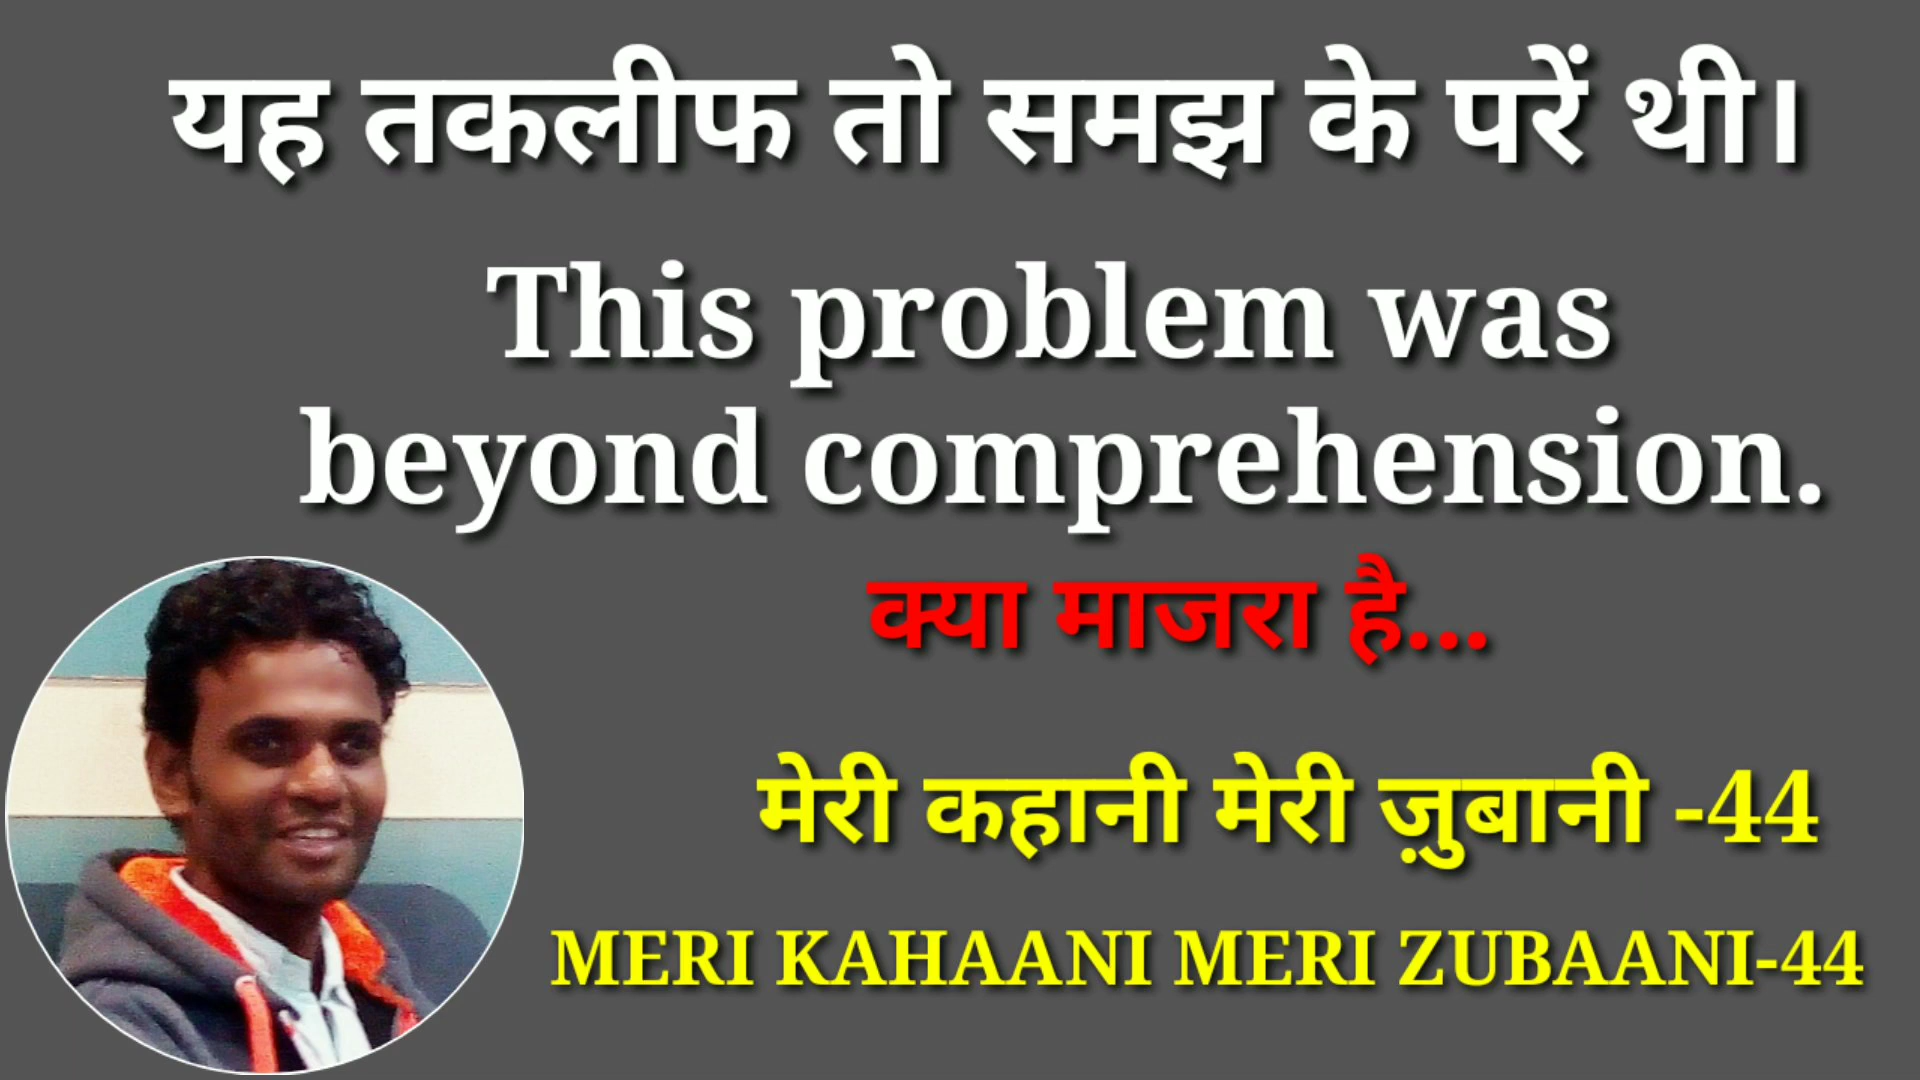 यह तकलीफ तो समझ के परें थी।
This problem was
beyond comprehension.
क्या माजरा है...
मेरी कहानी मेरी ज़ुबानी -44
MERI KAHAANI MERI ZUBAANI-44